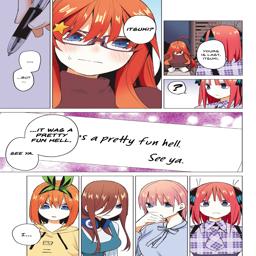 ...
...BUT
ITSUKI?
YOURS
IS LAST,
ITSUKI.
?
...IT WAS A
PRETTY
FUN HELL.
SEE YA.
s a pretty fun hell.
See ya.
I...